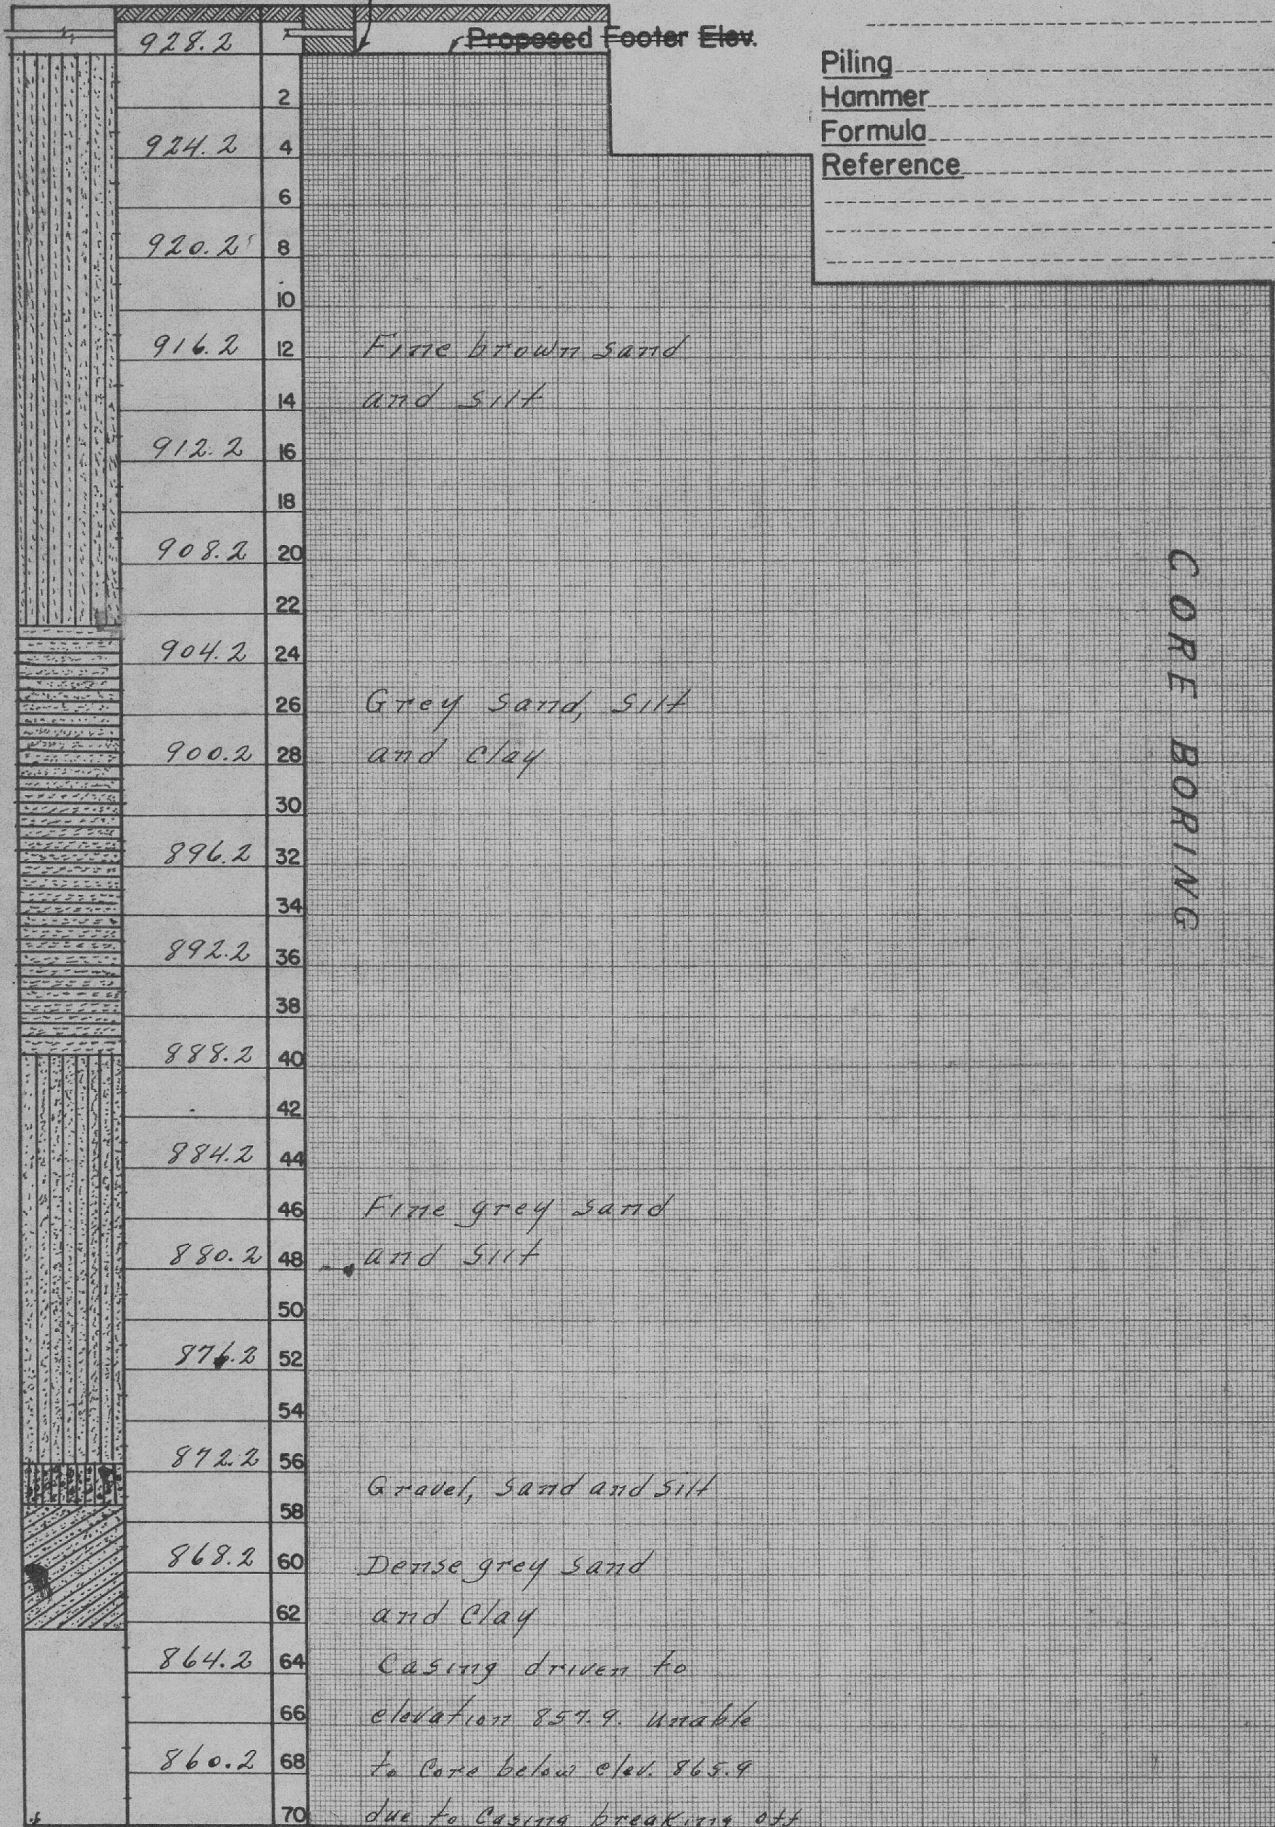 928.2
Proposed Footer Elev.
Piling
Hammer
Formula
Reference
2
924.2 4
6
920.2 8
10
916.2 12 Fine brown sand
14 and silt
912.2 16
18
908.2 20
22
904.2 24
26 Grey Sand, Silt
900.2 28 and Clay
30
896.2 32
34
892.2 36
38
888.2 40
42
884.2 44
46 Fine grey sand
880.2 48 and Silt
50
876.2 52
54
872.2 56
Gravel, Sand and Silt
58
868.2 60 Dense grey Sand
62 and Clay
864.2 64 Casing driven to
66 elevation 857.9. Unable
860.2 68 to Core below elev. 865.9
70 due to Casing breaking off
CORE BORING